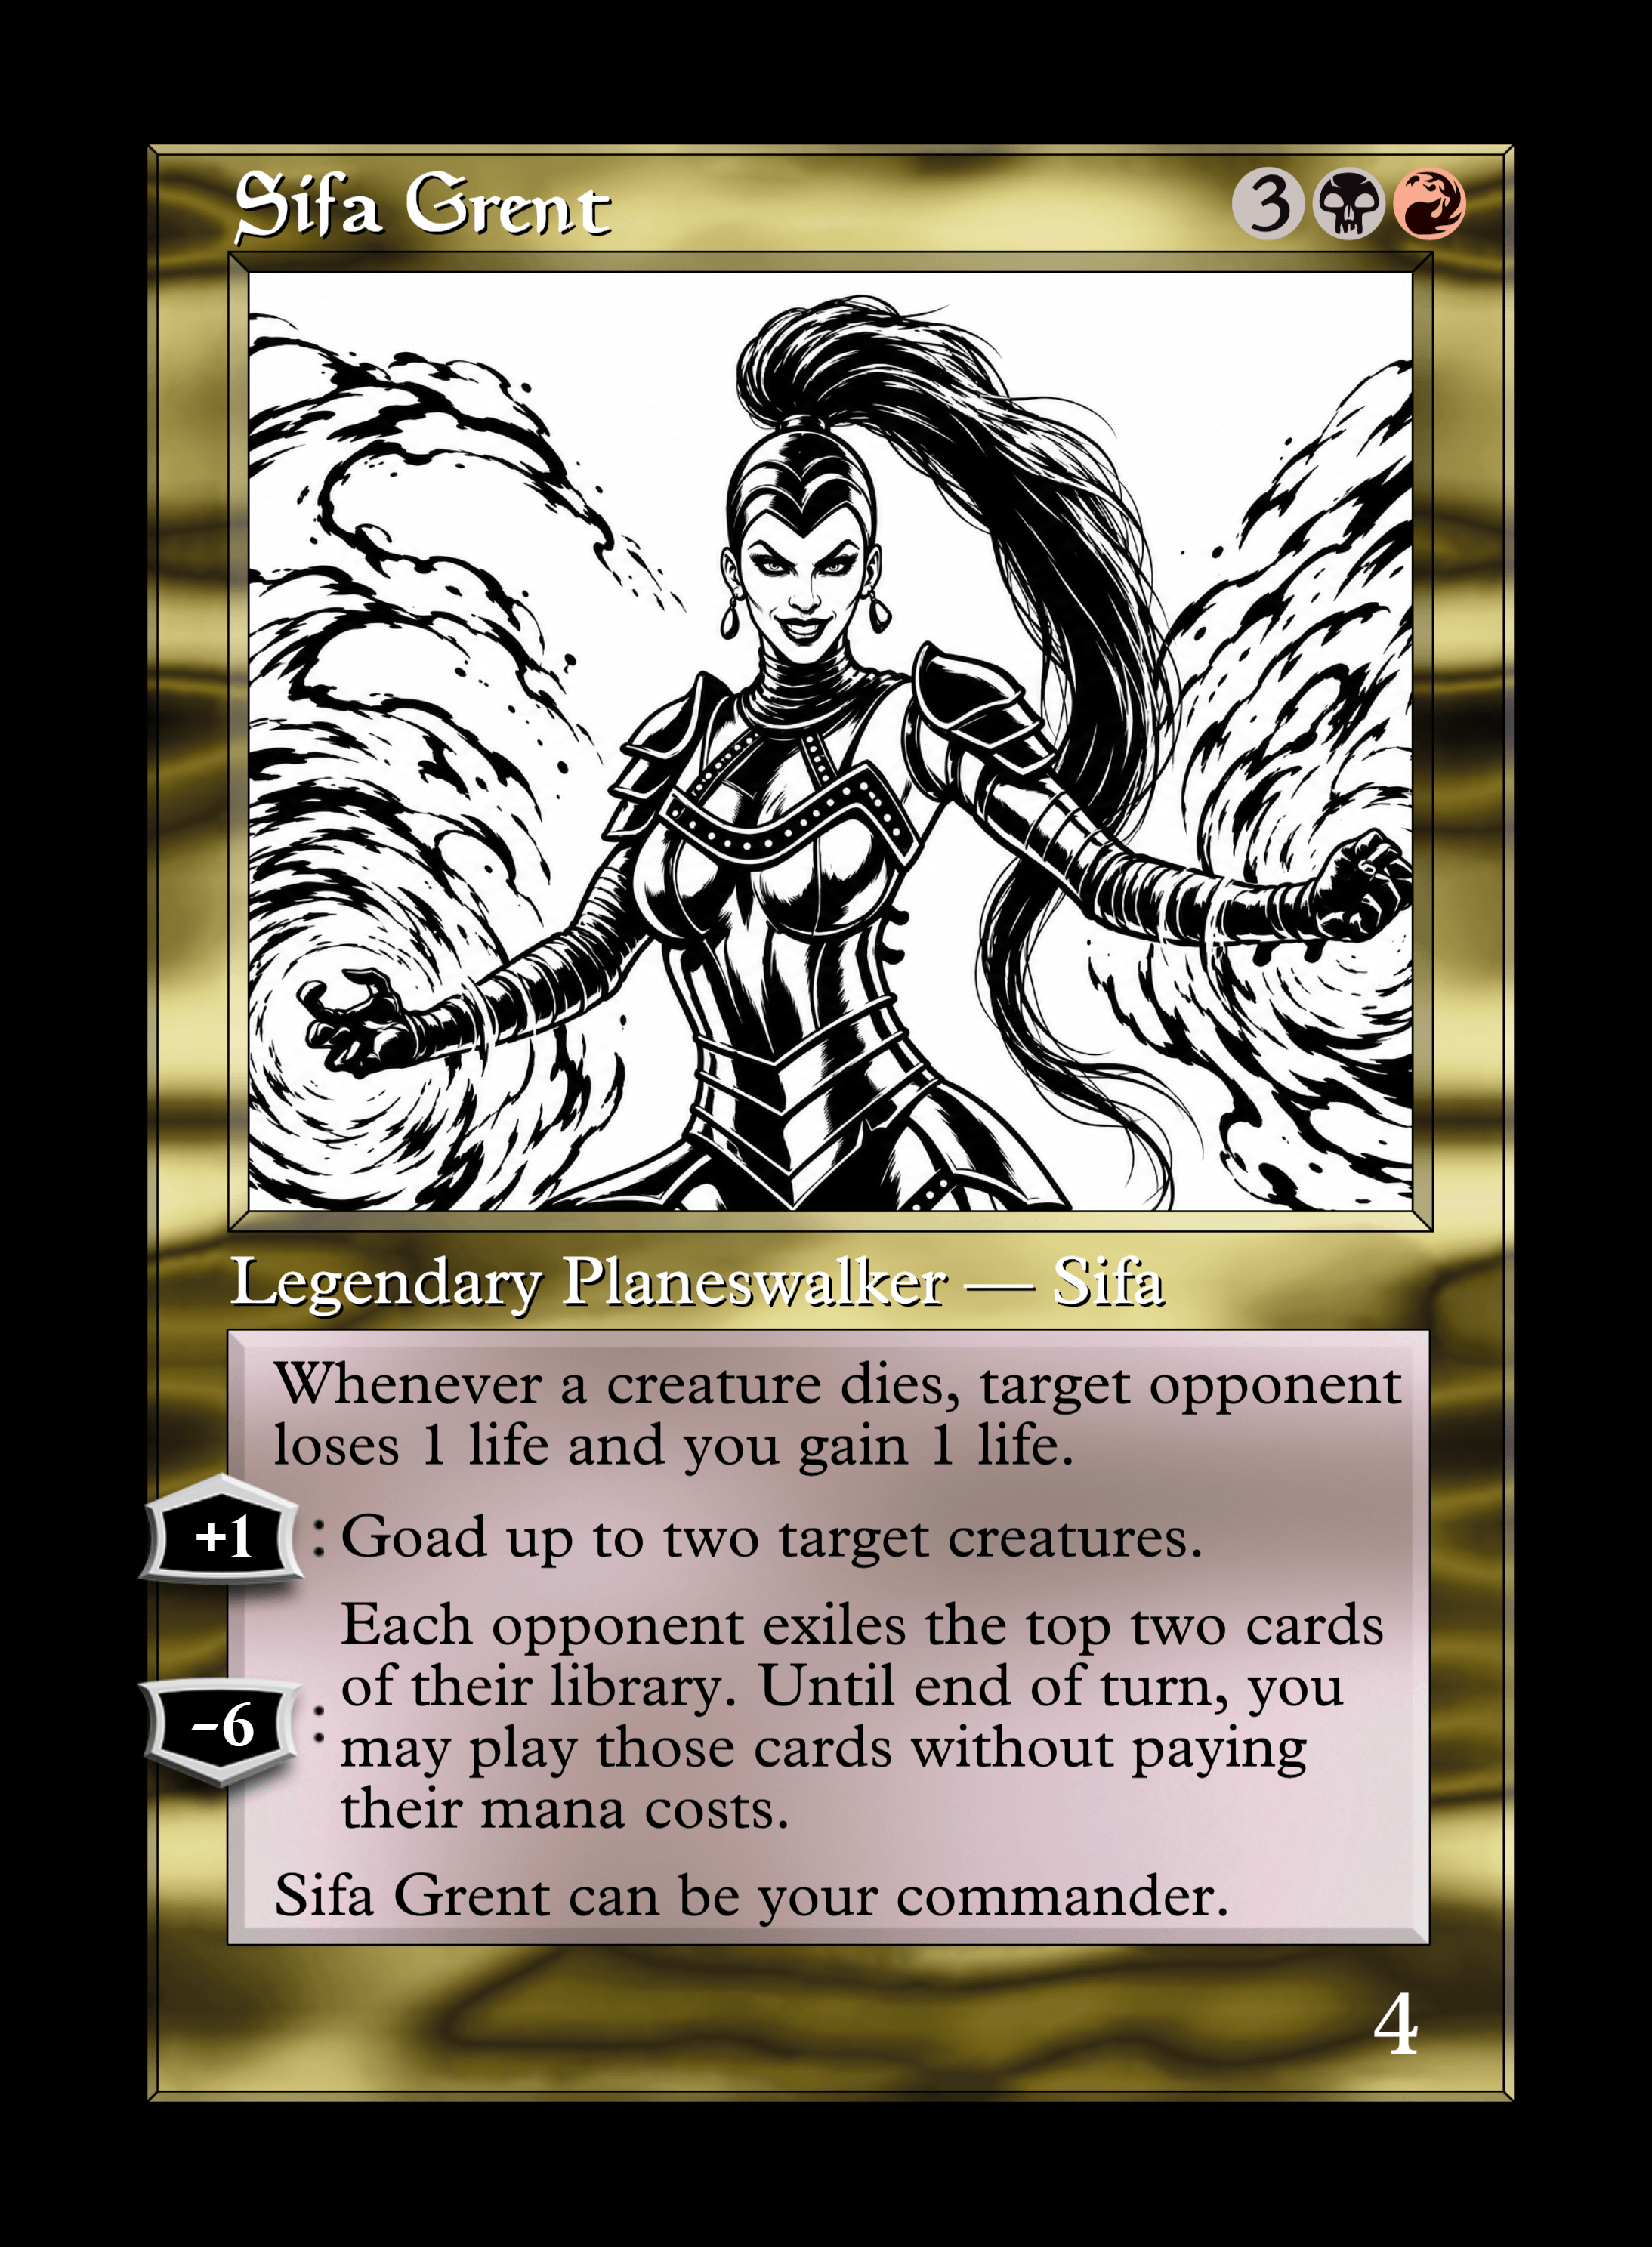 Sifa Grent
3
Legendary Planeswalker — Sifa
Whenever a creature dies, target opponent
loses 1 life and you gain 1 life.
+1 : Goad up to two target creatures.
Each opponent exiles the top two cards
of their library. Until end of turn, you
-6 : may play those cards without paying
their mana costs.
Sifa Grent can be your commander.
4